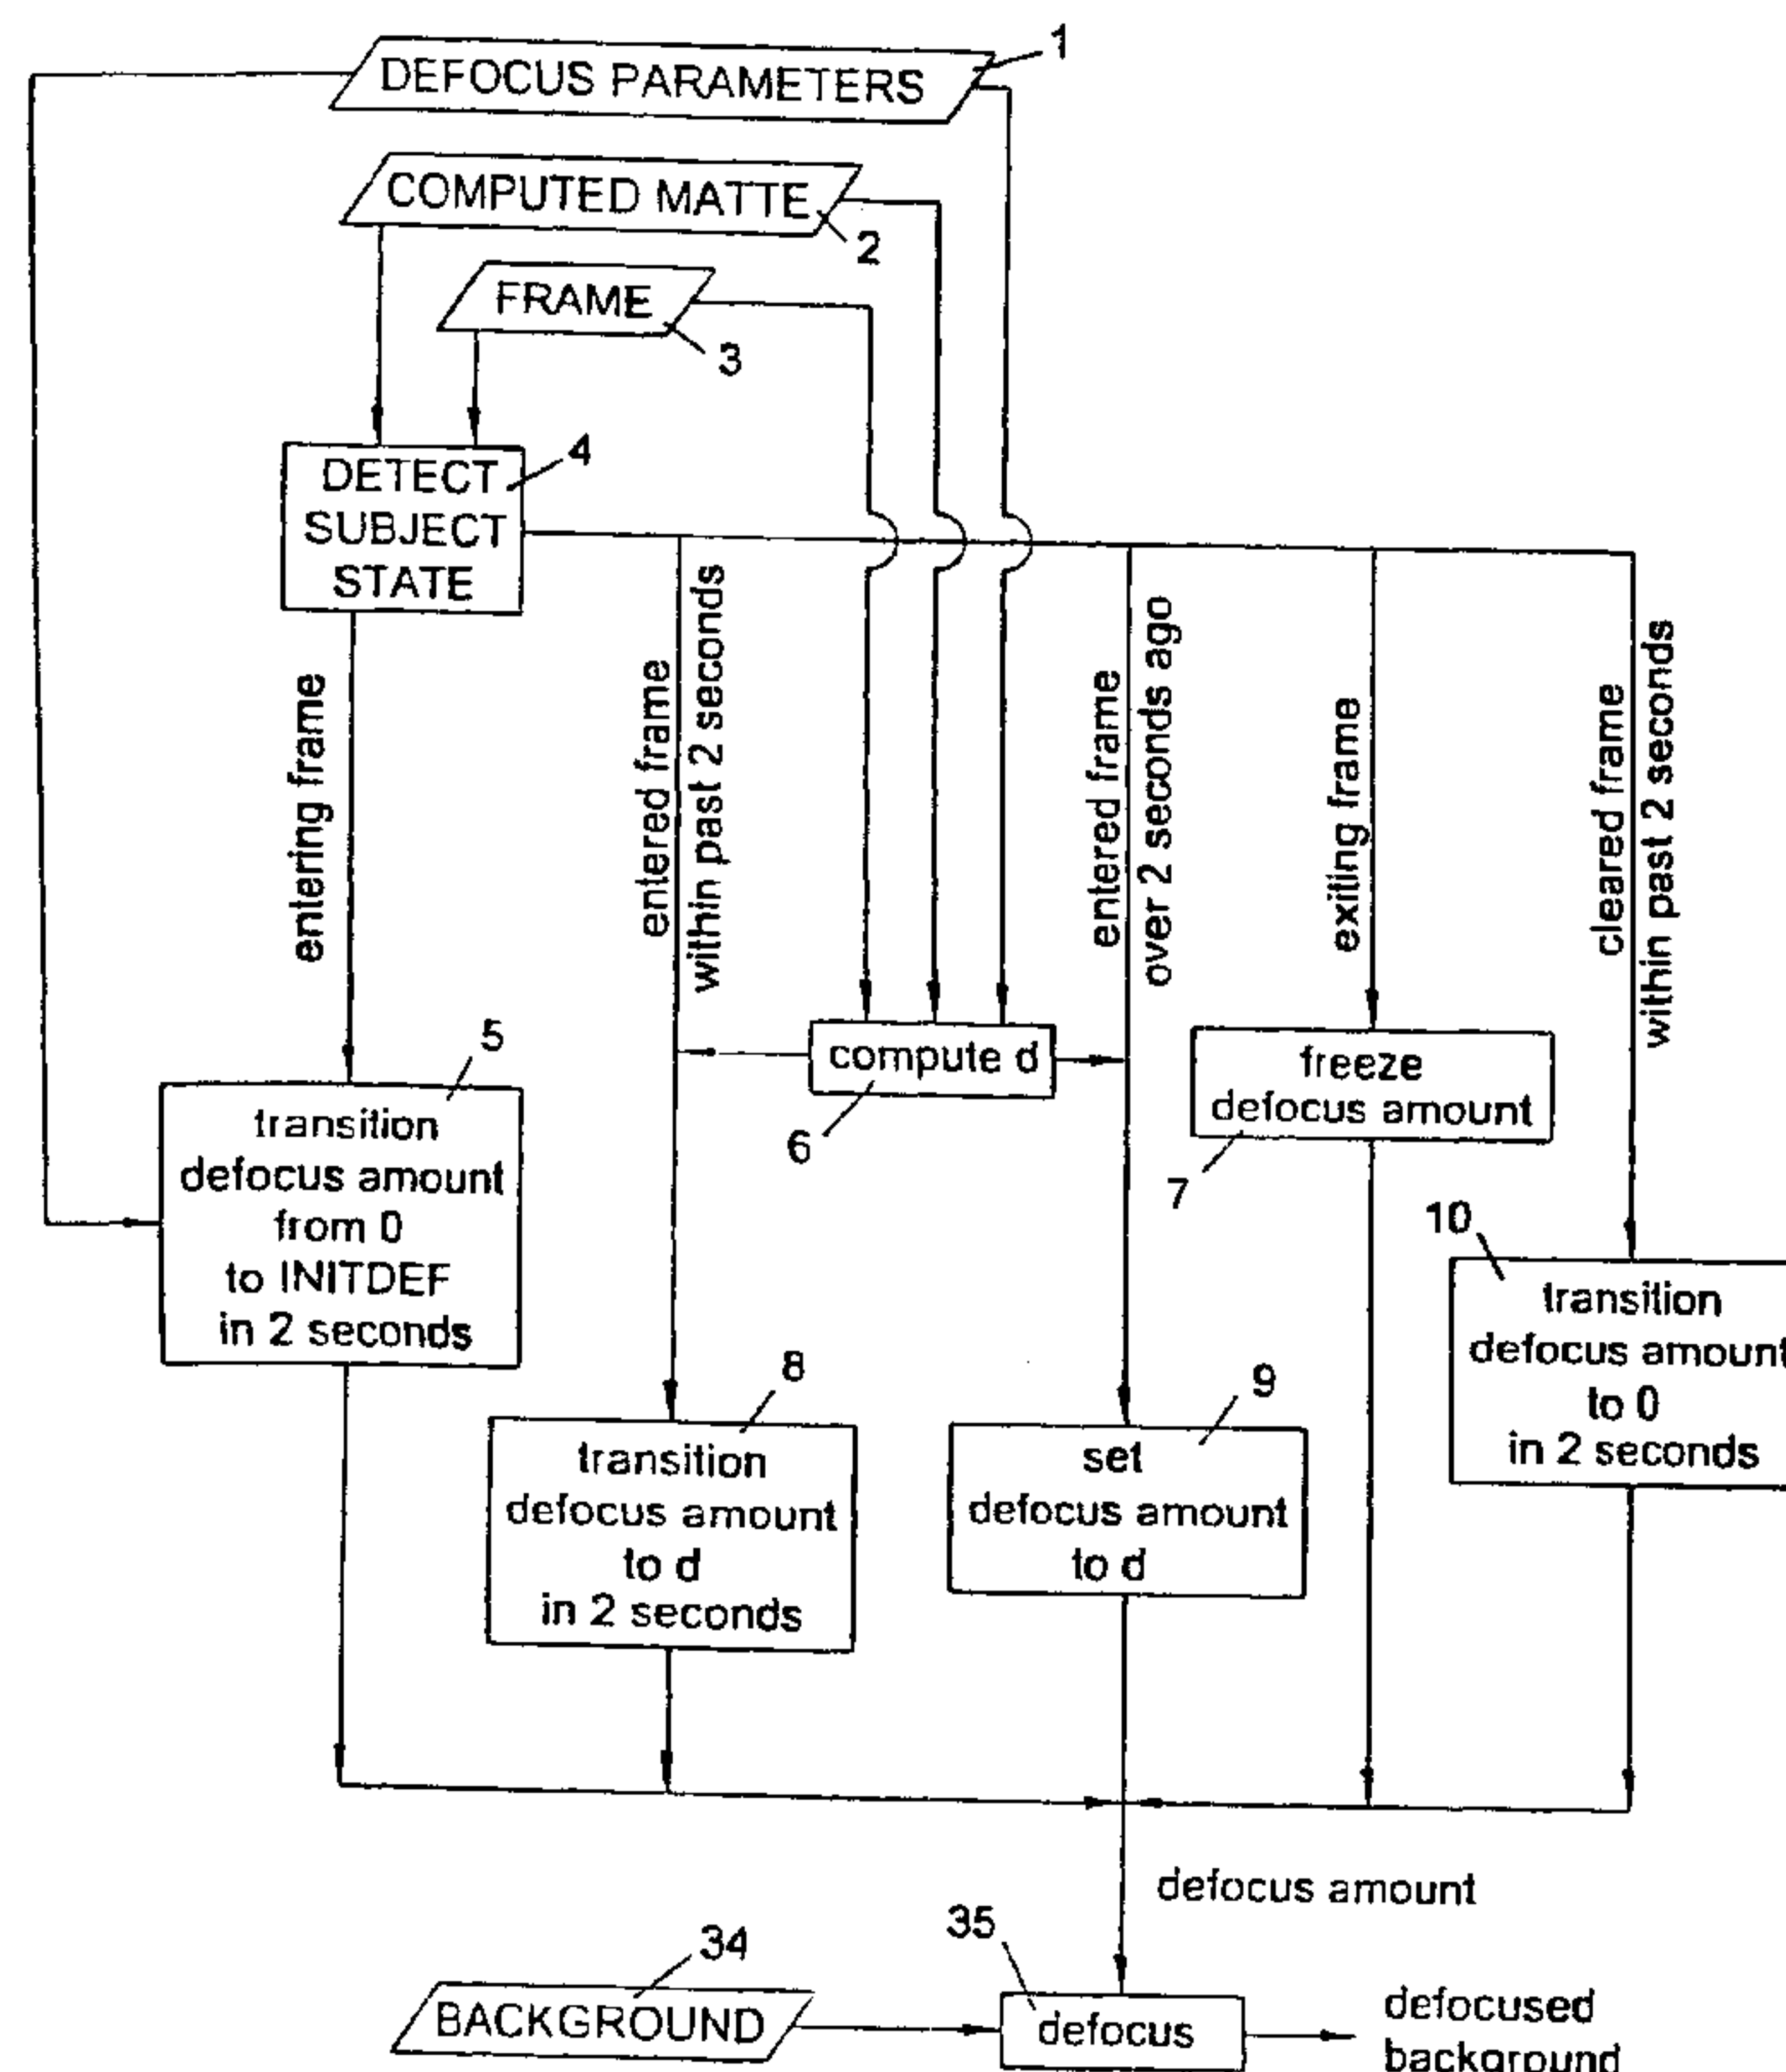 1
DEFOCUS PARAMETERS
COMPUTED MATTE
2
FRAME
3
4
DETECT
SUBJECT
STATE
entering frame
entered frame
within past 2 seconds
entered frame
over 2 seconds ago
exiting frame
cleared frame
within past 2 seconds
5
transition
defocus amount
from 0
to INITDEF
in 2 seconds
compute d
6
freeze
defocus amount
7
8
transition
defocus amount
to d
in 2 seconds
9
set
defocus amount
to d
10
transition
defocus amount
to 0
in 2 seconds
defocus amount
34
BACKGROUND
35
defocus
defocused
background